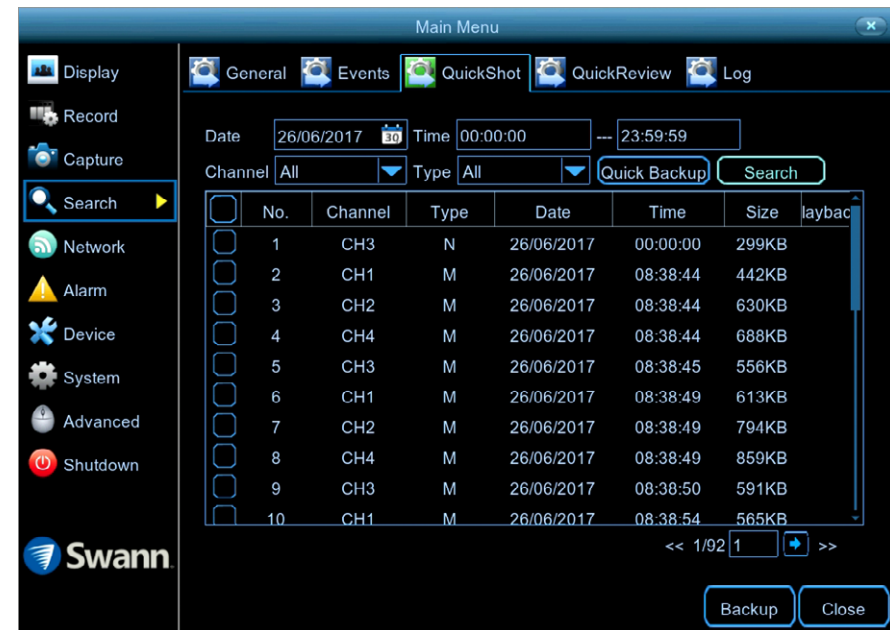 Main Menu
Display
Record
Capture
Search
Network
Alarm
Device
System
Advanced
Shutdown
Swann
General Events QuickShot QuickReview Log
Date 26/06/2017 30 Time 00:00:00 --- 23:59:59
Channel All Type All Quick Backup Search
No. Channel Type Date Time Size laybac
1 CH3 N 26/06/2017 00:00:00 299KB
2 CH1 M 26/06/2017 08:38:44 442KB
3 CH2 M 26/06/2017 08:38:44 630KB
4 CH4 M 26/06/2017 08:38:44 688KB
5 CH3 M 26/06/2017 08:38:45 556KB
6 CH1 M 26/06/2017 08:38:49 613KB
7 CH2 M 26/06/2017 08:38:49 794KB
8 CH4 M 26/06/2017 08:38:49 859KB
9 CH3 M 26/06/2017 08:38:50 591KB
10 CH1 M 26/06/2017 08:38:54 565KB
<< 1/92 1 >>
Backup Close